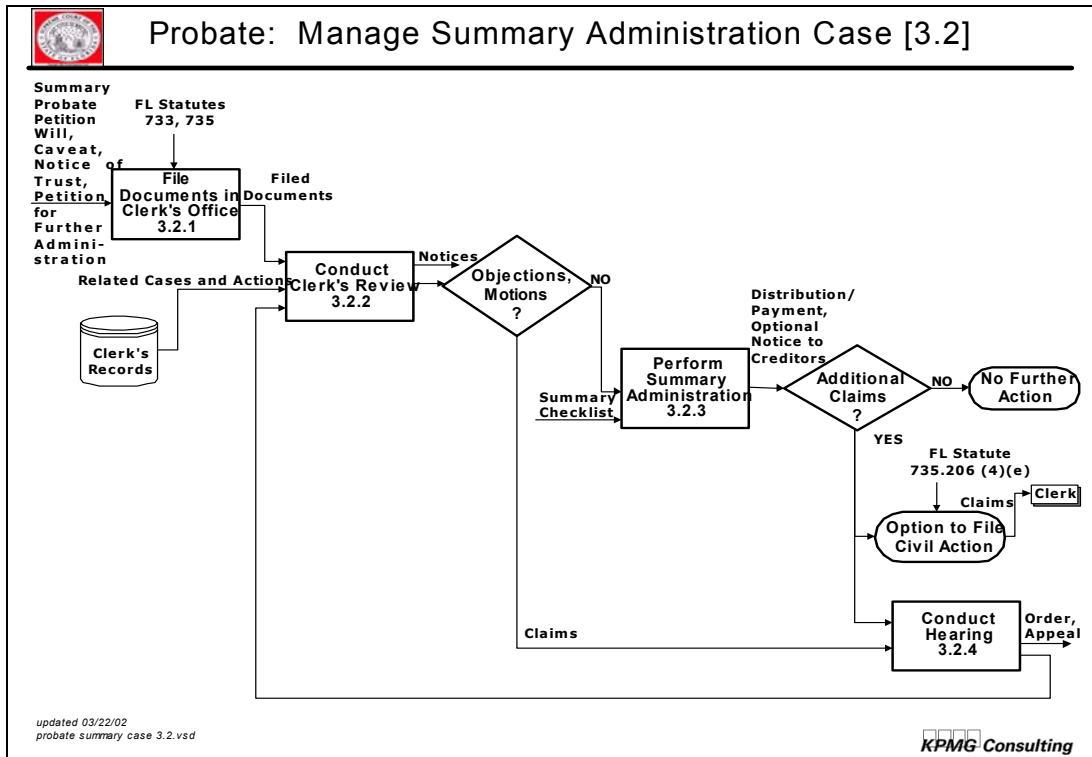 Probate: Manage Summary Administration Case [3.2]
Summary
Probate
Petition
Will,
Caveat,
Notice of
Trust,
Petition
for
Further
Admini-
stration
FL Statutes
733, 735
File
Documents in
Clerk's Office
3.2.1
Filed
Documents
Related Cases and Actions
Clerk's
Records
Conduct
Clerk's Review
3.2.2
Notices
Objections,
Motions
?
NO
Summary
Checklist
Perform
Summary
Administration
3.2.3
Distribution/
Payment,
Optional
Notice to
Creditors
Additional
Claims
?
NO
No Further
Action
YES
FL Statute
735.206 (4)(e)
Claims
Clerk
Option to File
Civil Action
Claims
Conduct
Hearing
3.2.4
Order,
Appeal
updated 03/22/02
probate summary case 3.2.vsd
KPMG Consulting